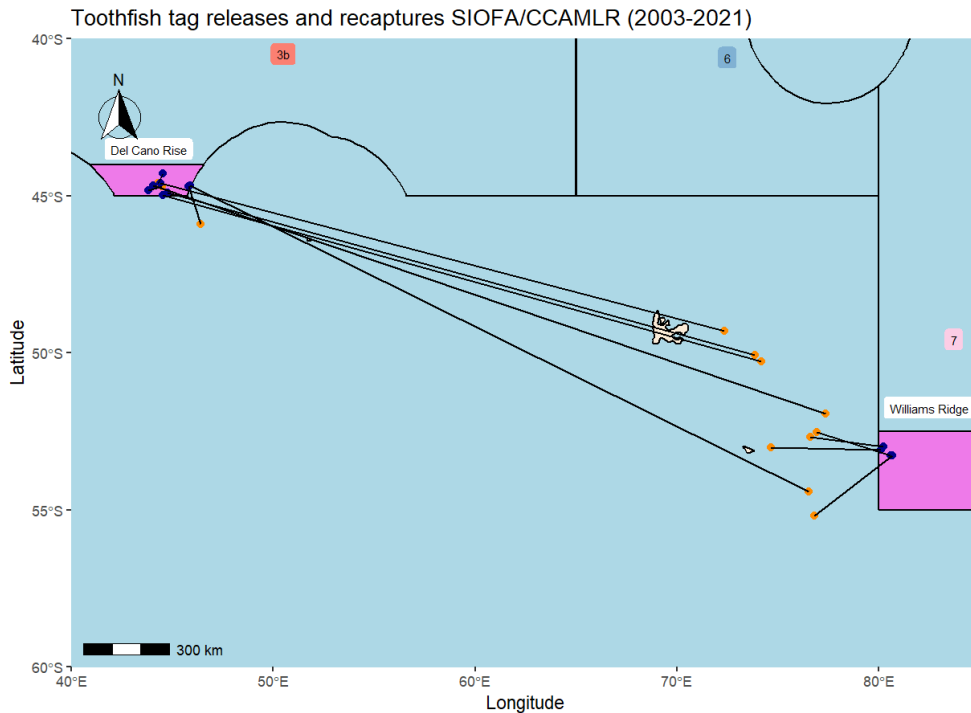 Toothfish tag releases and recaptures SIOFA/CCAMLR (2003-2021)
40°S
3b
6
N
Del Cano Rise
45°S
50°S
7
Williams Ridge
55°S
300 km
60°S
40°E
50°E
60°E
70°E
80°E
Longitude
Latitude